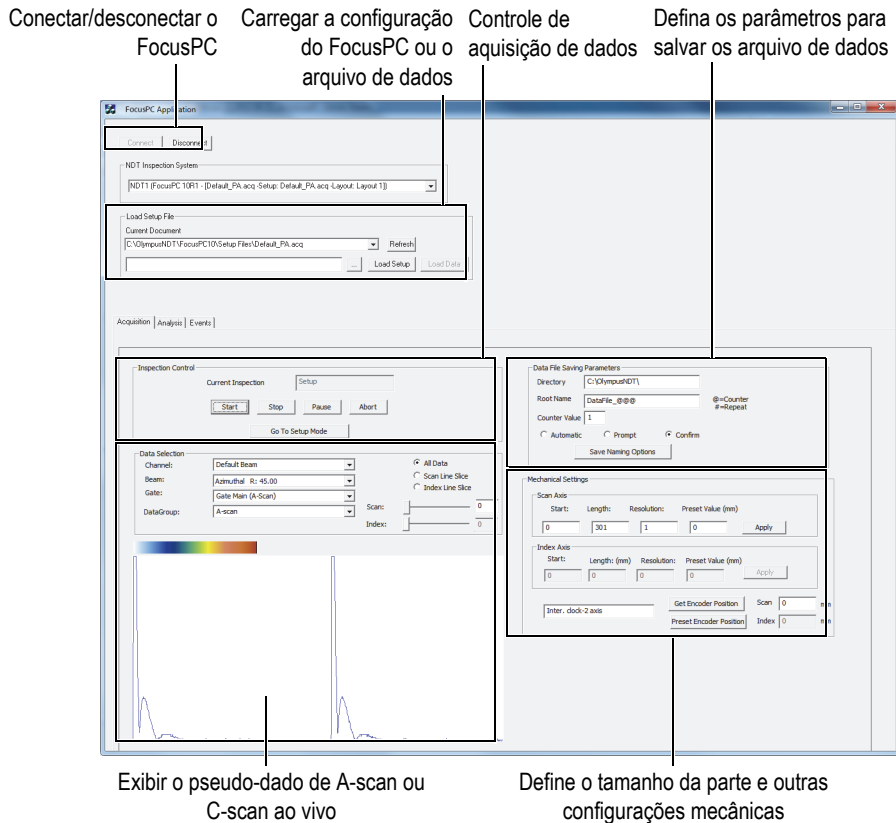 Conectar/desconectar o
FocusPC
Carregar a configuração
do FocusPC ou o
arquivo de dados
Controle de
aquisição de dados
Defina os parâmetros para
salvar os arquivo de dados
FocusPC Application
Connect Disconnect
NDT Inspection System
NDT1 (FocusPC 10R1 - [Default_PA.acq -Setup: Default_PA.acq -Layout: Layout 1])
Load Setup File
Current Document
C:\OlympusNDT\FocusPC10\Setup Files\Default_PA.acq Refresh
... Load Setup Load Data
Acquisition Analysis Events
Inspection Control
Current Inspection Setup
Start Stop Pause Abort
Go To Setup Mode
Data File Saving Parameters
Directory C:\OlympusNDT\
Root Name DataFile_@@@ @=Counter
#=Repeat
Counter Value 1
Automatic Prompt Confirm
Save Naming Options
Data Selection
Channel: Default Beam All Data
Beam: Azimuthal R: 45.00 Scan Line Slice
Gate: Gate Main (A-Scan) Index Line Slice
DataGroup: A-scan Scan: 0
Index: 0
Mechanical Settings
Scan Axis
Start: Length: Resolution: Preset Value (mm)
0 301 1 0 Apply
Index Axis
Start: Length: (mm) Resolution: Preset Value (mm)
0 0 0 0 Apply
Inter. clock-2 axis Get Encoder Position Scan 0
Preset Encoder Position Index 0
Exibir o pseudo-dado de A-scan ou
C-scan ao vivo
Define o tamanho da parte e outras
configurações mecânicas